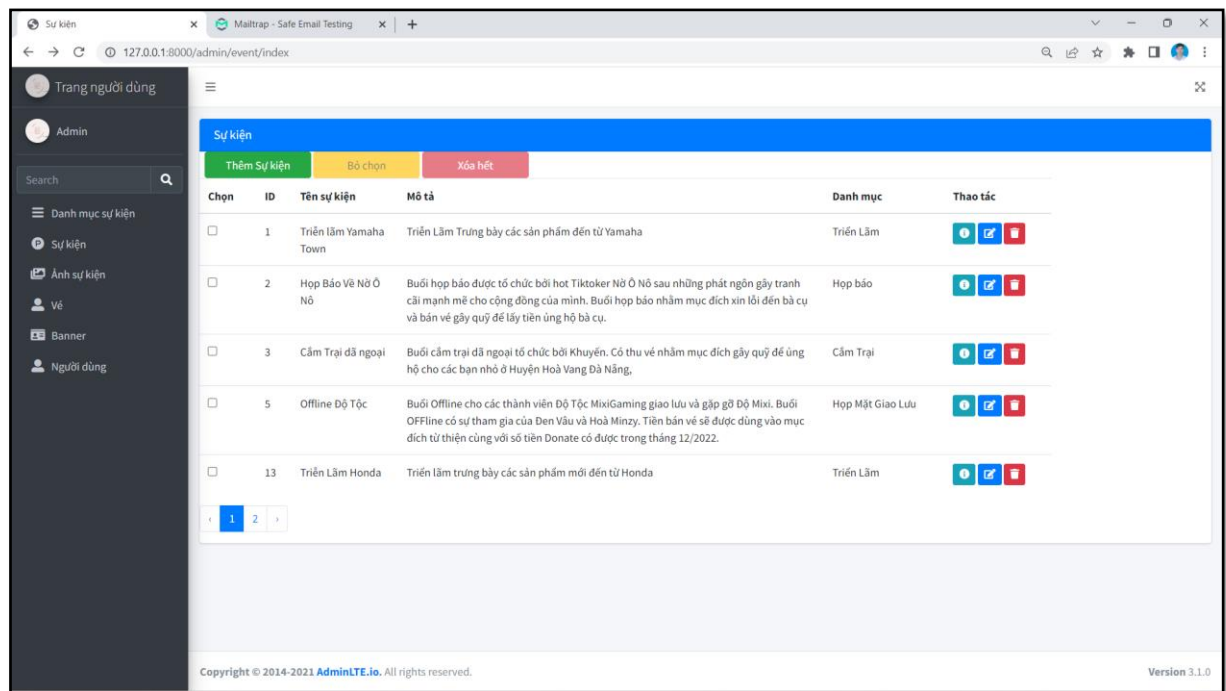 Sự kiện
Mailtrap - Safe Email Testing
127.0.0.1:8000/admin/event/index
Trang người dùng
Admin
Search
Danh mục sự kiện
Sự kiện
Ảnh sự kiện
Vé
Banner
Người dùng
Sự kiện
Thêm Sự kiện Bỏ chọn Xóa hết
Chọn ID Tên sự kiện Mô tả Danh mục Thao tác
1 Triễn lãm Yamaha Triễn Lãm Trưng bày các sản phẩm đến từ Yamaha Triển Lãm
Town
2 Họp Báo Về Nờ Ô Buổi họp báo được tổ chức bởi hot Tiktoker Nờ Ô Nô sau những phát ngôn gây tranh Họp báo
Nô cãi mạnh mẽ cho cộng đồng của mình. Buổi họp báo nhằm mục đích xin lỗi đến bà cụ
và bán vé gây quỹ để lấy tiền ủng hộ bà cụ.
3 Cắm Trại dã ngoại Buổi cắm trại dã ngoại tổ chức bởi Khuyến. Có thu vé nhằm mục đích gây quỹ để ủng Cắm Trại
hộ cho các bạn nhỏ ở Huyện Hoà Vang Đà Nẵng,
5 Offline Độ Tộc Buổi Offline cho các thành viên Độ Tộc MixiGaming giao lưu và gặp gỡ Độ Mixi. Buổi Họp Mặt Giao Lưu
OFFline có sự tham gia của Đen Vâu và Hoà Minzy. Tiền bán vé sẽ được dùng vào mục
đích từ thiện cùng với số tiền Donate có được trong tháng 12/2022.
13 Triễn Lãm Honda Triển lãm trưng bày các sản phẩm mới đến từ Honda Triển Lãm
‹ 1 2 ›
Copyright © 2014-2021 AdminLTE.io. All rights reserved. Version 3.1.0